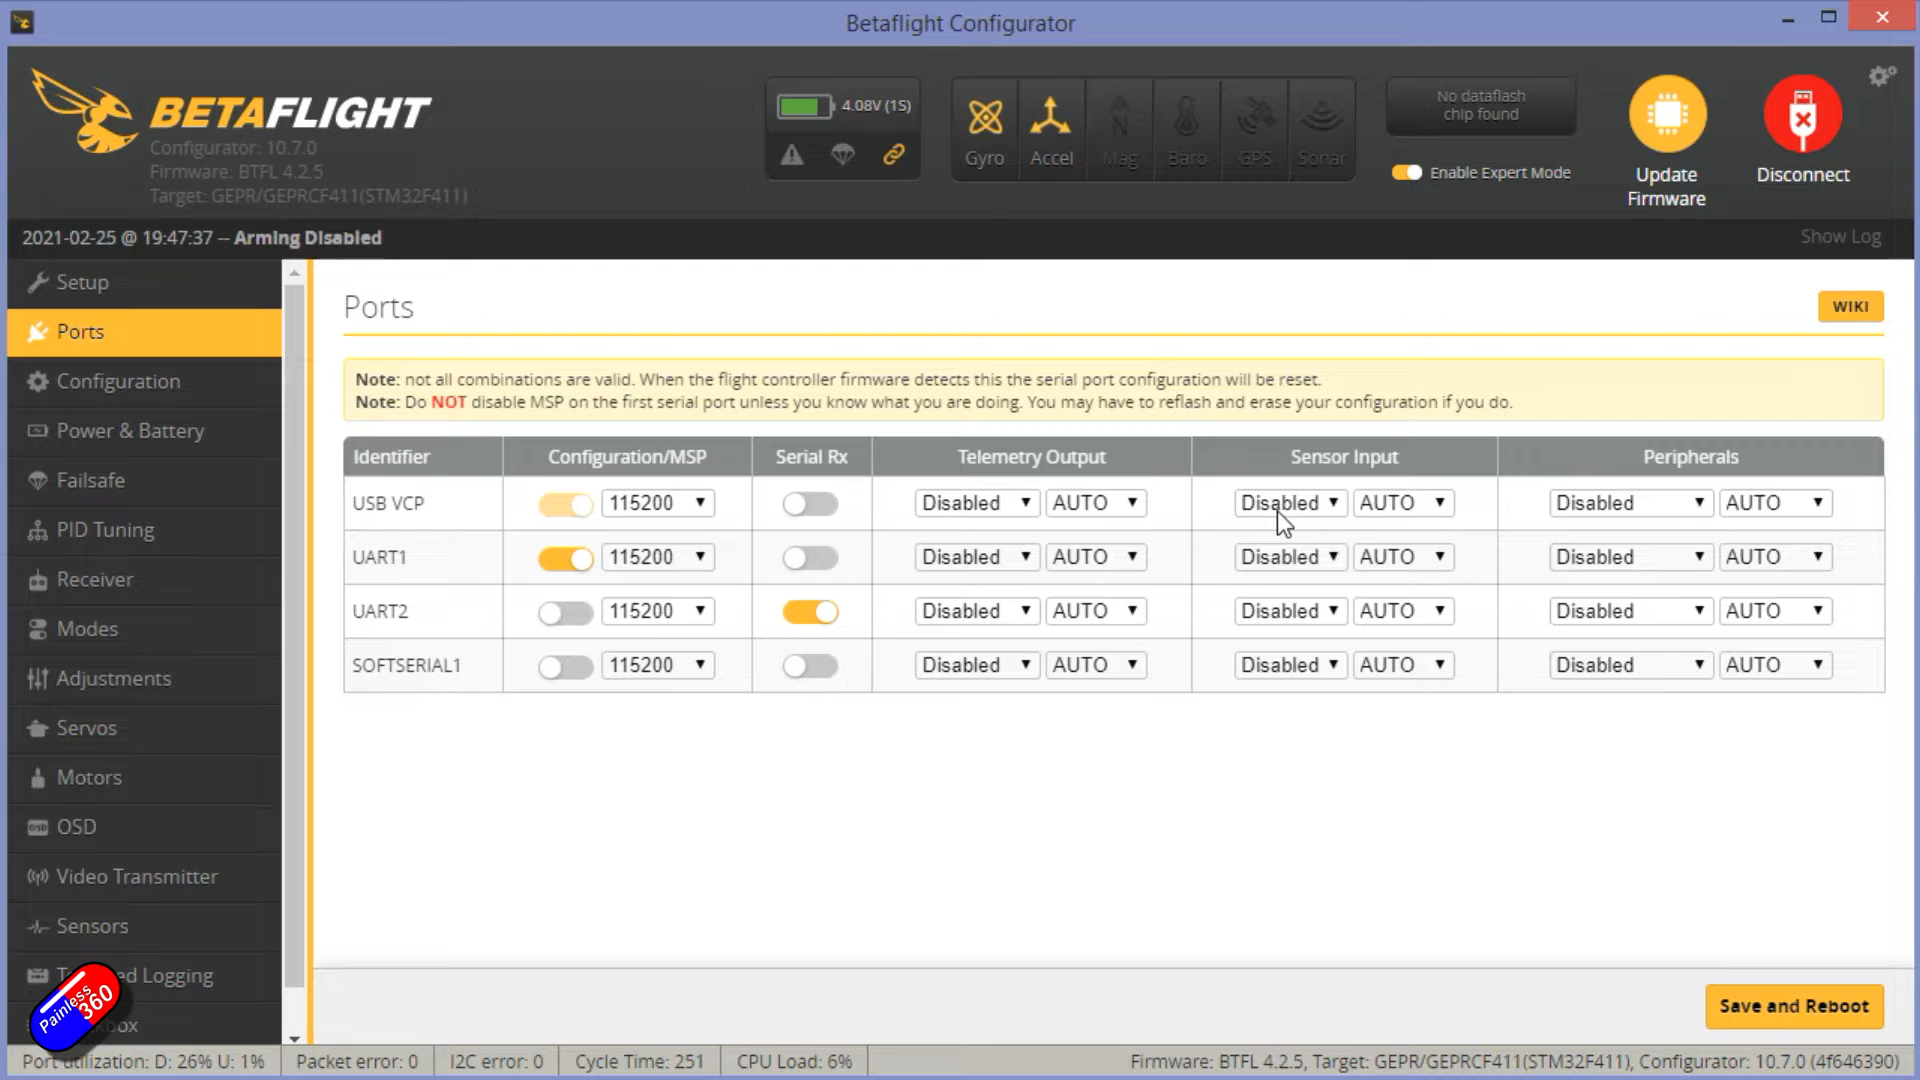 Betaflight Configurator
BETAFLIGHT
Configurator: 10.7.0
Firmware: BTFL 4.2.5
Target: GEPR/GEPRCF411(STM32F411)
4.08V (1S)
Gyro Accel Mag Baro GPS Sonar
No dataflash
chip found
Enable Expert Mode
Update
Firmware
Disconnect
2021-02-25 @ 19:47:37 -- Arming Disabled
Show Log
Setup
Ports
Configuration
Power & Battery
Failsafe
PID Tuning
Receiver
Modes
Adjustments
Servos
Motors
OSD
Video Transmitter
Sensors
Logging
Painless
360
Ports
WIKI
Note: not all combinations are valid. When the flight controller firmware detects this the serial port configuration will be reset.
Note: Do NOT disable MSP on the first serial port unless you know what you are doing. You may have to reflash and erase your configuration if you do.
Identifier Configuration/MSP Serial Rx Telemetry Output Sensor Input Peripherals
USB VCP 115200 Disabled AUTO Disabled AUTO Disabled AUTO
UART1 115200 Disabled AUTO Disabled AUTO Disabled AUTO
UART2 115200 Disabled AUTO Disabled AUTO Disabled AUTO
SOFTSERIAL1 115200 Disabled AUTO Disabled AUTO Disabled AUTO
Save and Reboot
Port utilization: D: 26% U: 1% Packet error: 0 I2C error: 0 Cycle Time: 251 CPU Load: 6% Firmware: BTFL 4.2.5, Target: GEPR/GEPRCF411(STM32F411), Configurator: 10.7.0 (4f646390)